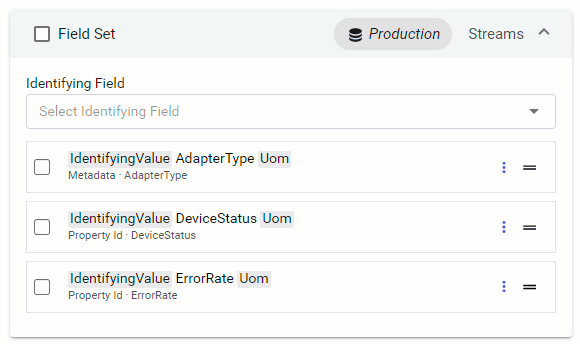 Field Set Production Streams
Identifying Field
Select Identifying Field
IdentifyingValue AdapterType Uom
Metadata · AdapterType
IdentifyingValue DeviceStatus Uom
Property Id · DeviceStatus
IdentifyingValue ErrorRate Uom
Property Id · ErrorRate